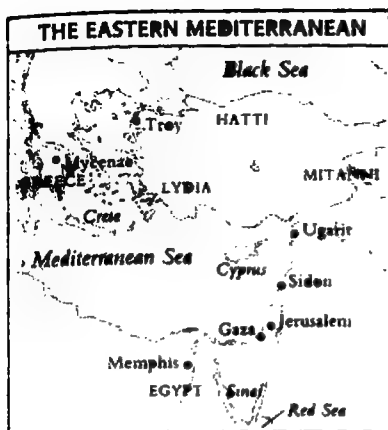 THE EASTERN MEDITERRANEAN
Black Sea
Troy
HATTI
Mycenae
GREECE
LYDIA
MITANNI
Crete
Ugarit
Mediterranean Sea
Cyprus
Sidon
Jerusalem
Gaza
Memphis
EGYPT
Sinai
Red Sea